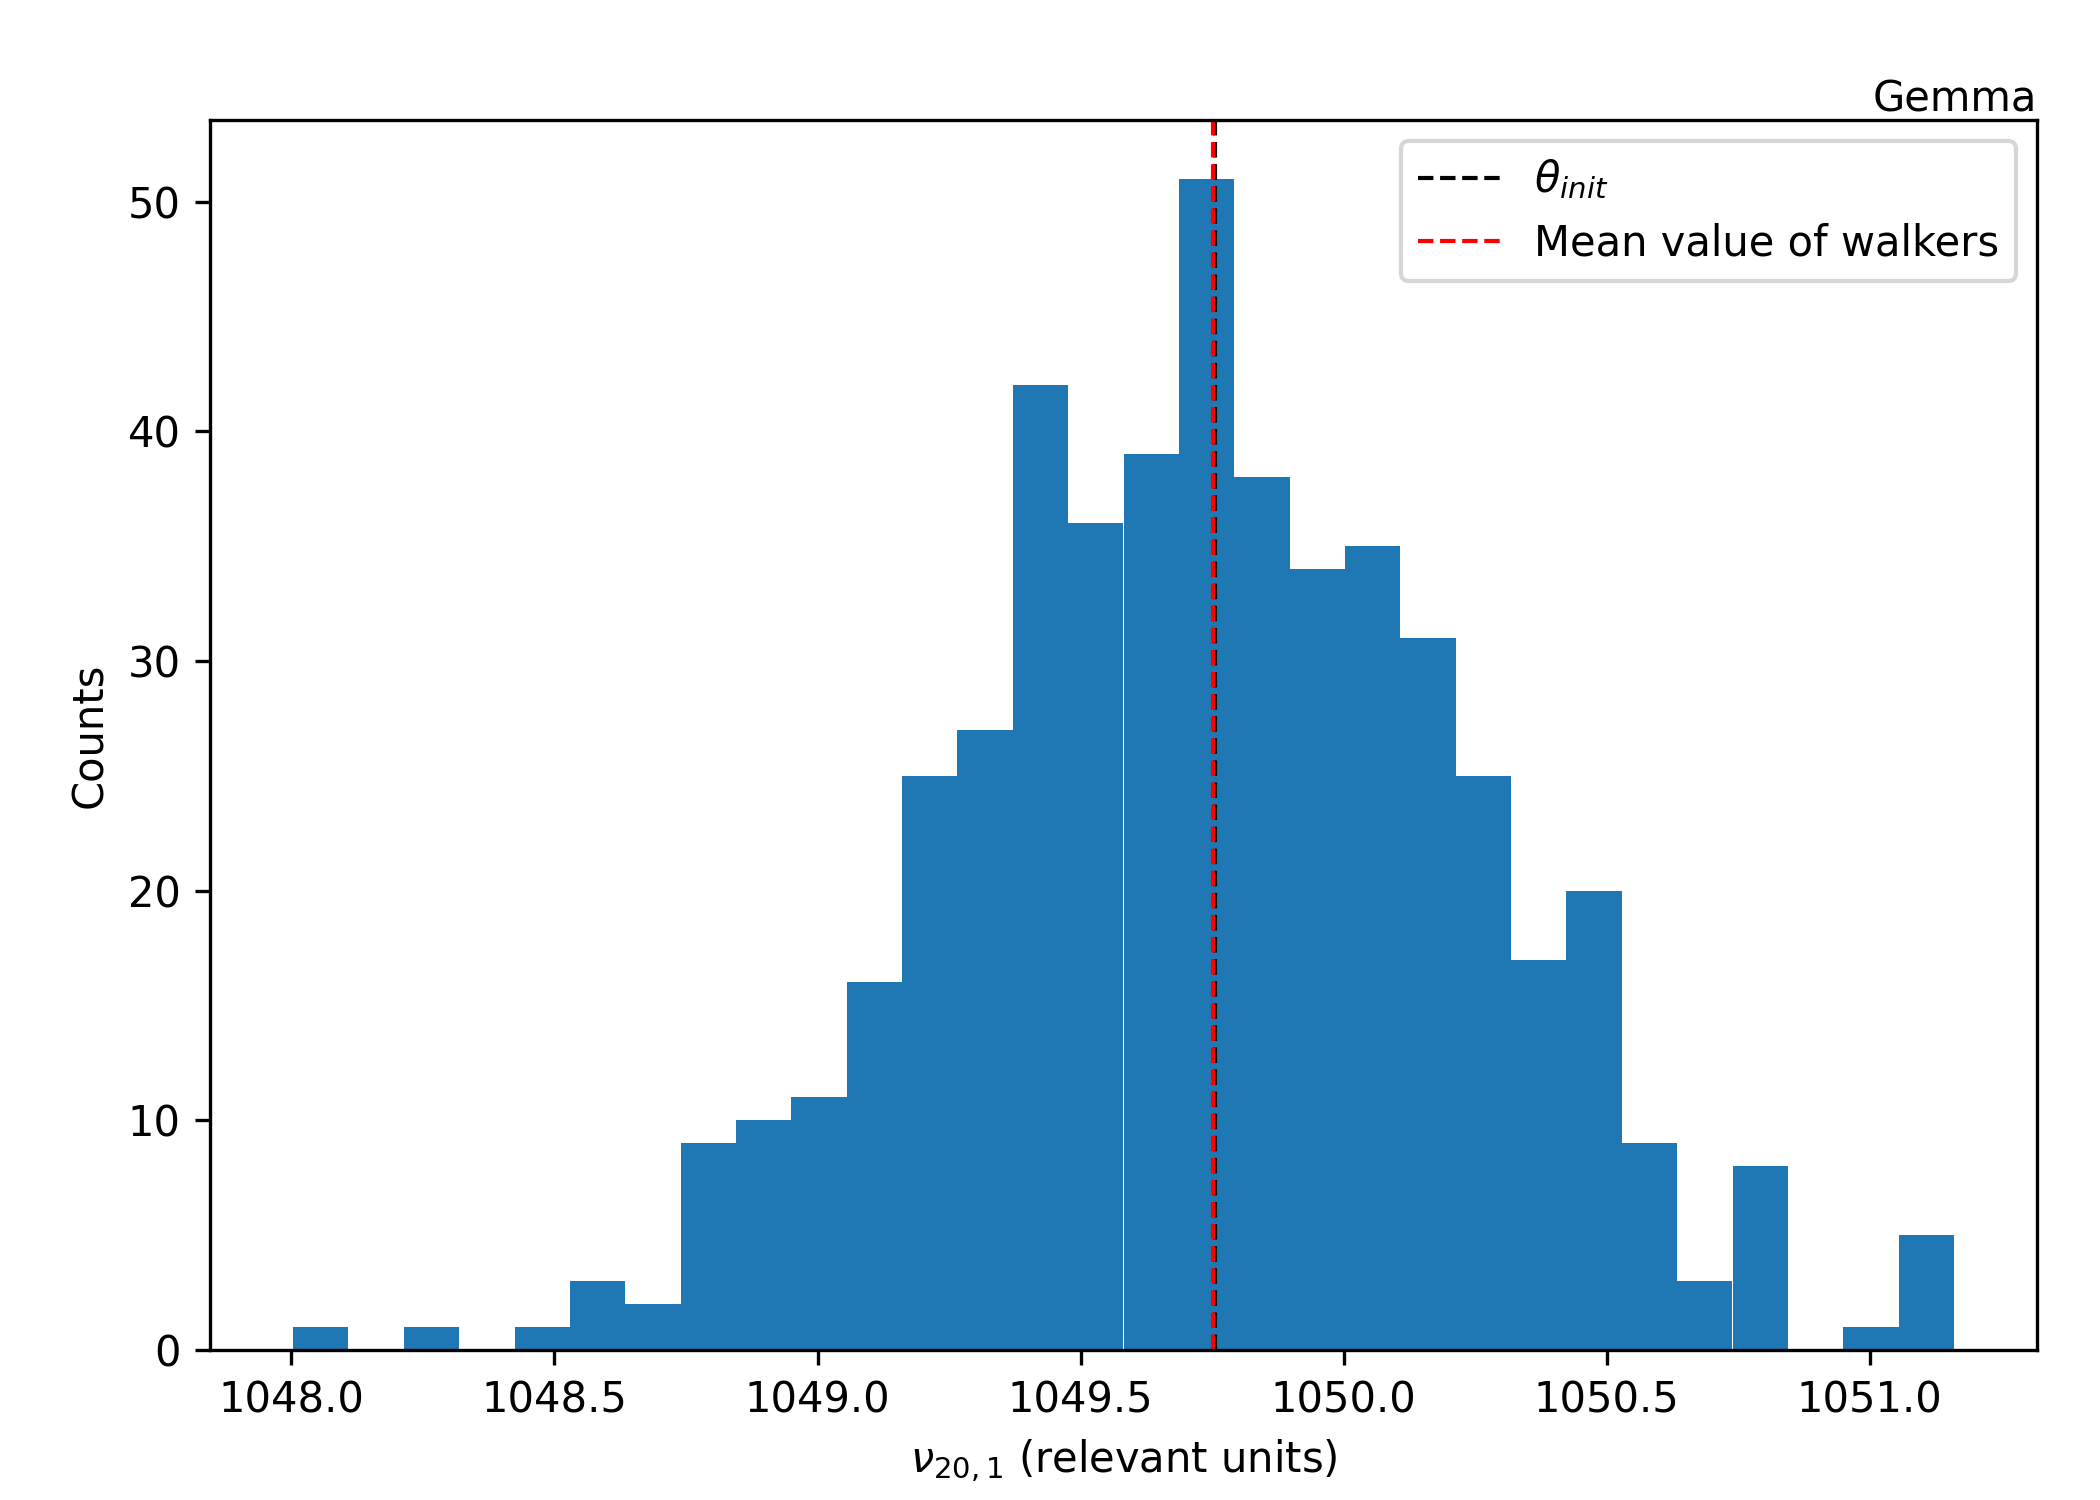 Gemma
θ_init
Mean value of walkers
50
40
30
20
10
0
Counts
1048.0 1048.5 1049.0 1049.5 1050.0 1050.5 1051.0
ν_20, 1 (relevant units)